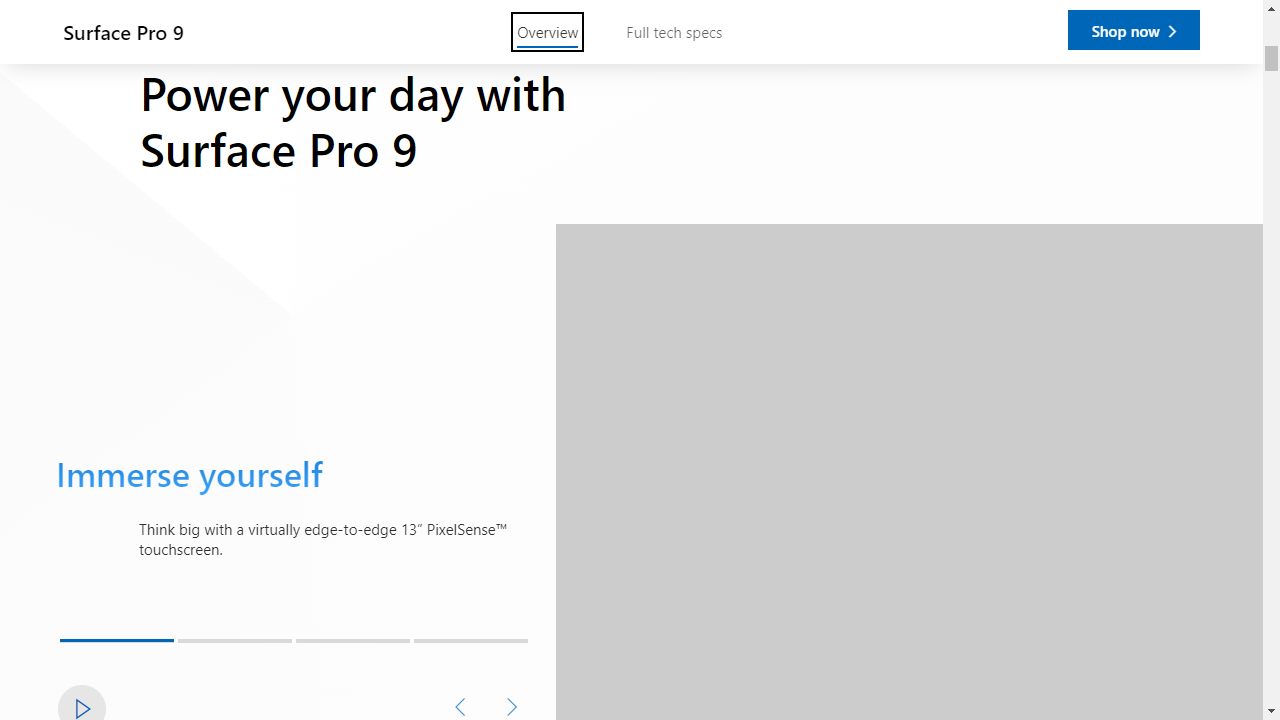 Surface Pro 9
Overview
Full tech specs
Shop now
Power your day with
Surface Pro 9
Immerse yourself
Think big with a virtually edge-to-edge 13” PixelSense™
touchscreen.